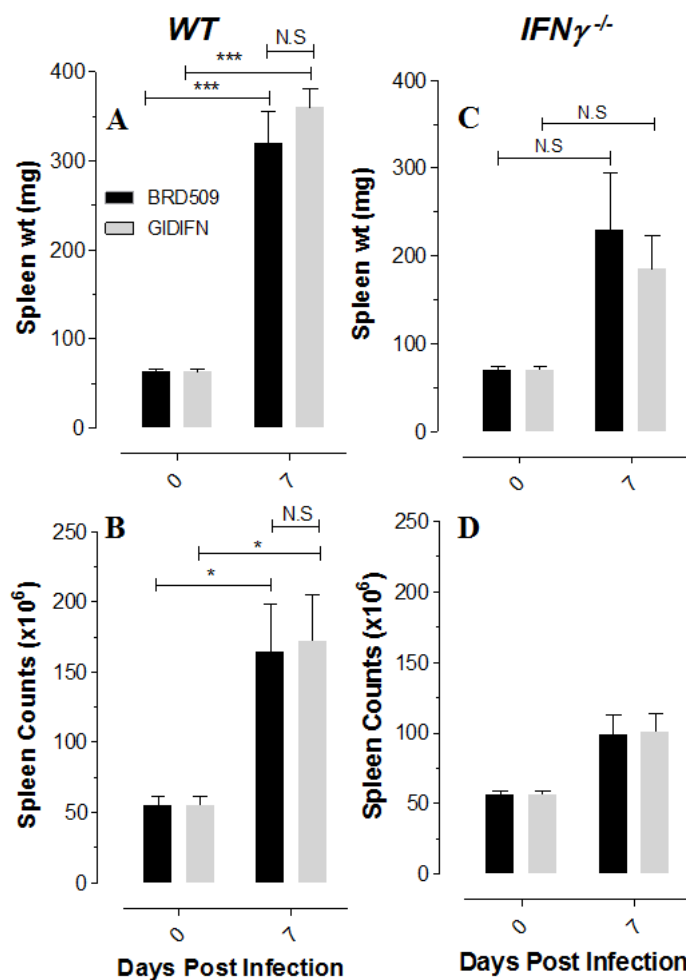 WT
IFNγ-/-
A
N.S
***
***
400
300
200
100
0
Spleen wt (mg)
BRD509
GIDIFN
0
7
C
N.S
N.S
400
300
200
100
0
Spleen wt (mg)
0
7
B
N.S
*
*
250
200
150
100
50
0
Spleen Counts (x10⁶)
0
7
Days Post Infection
D
250
200
150
100
50
0
Spleen Counts (x10⁶)
0
7
Days Post Infection